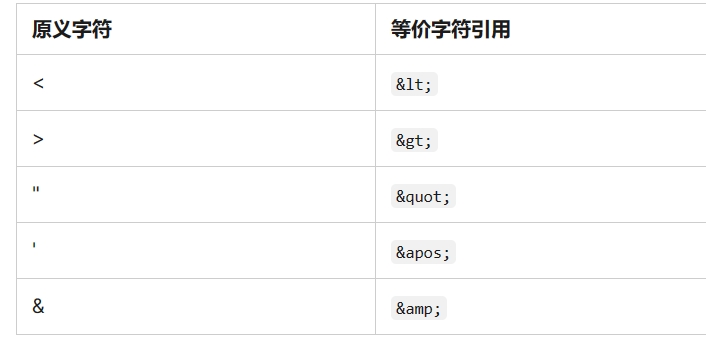 原义字符 等价字符引用
< &lt;
> &gt;
" &quot;
' &apos;
& &amp;